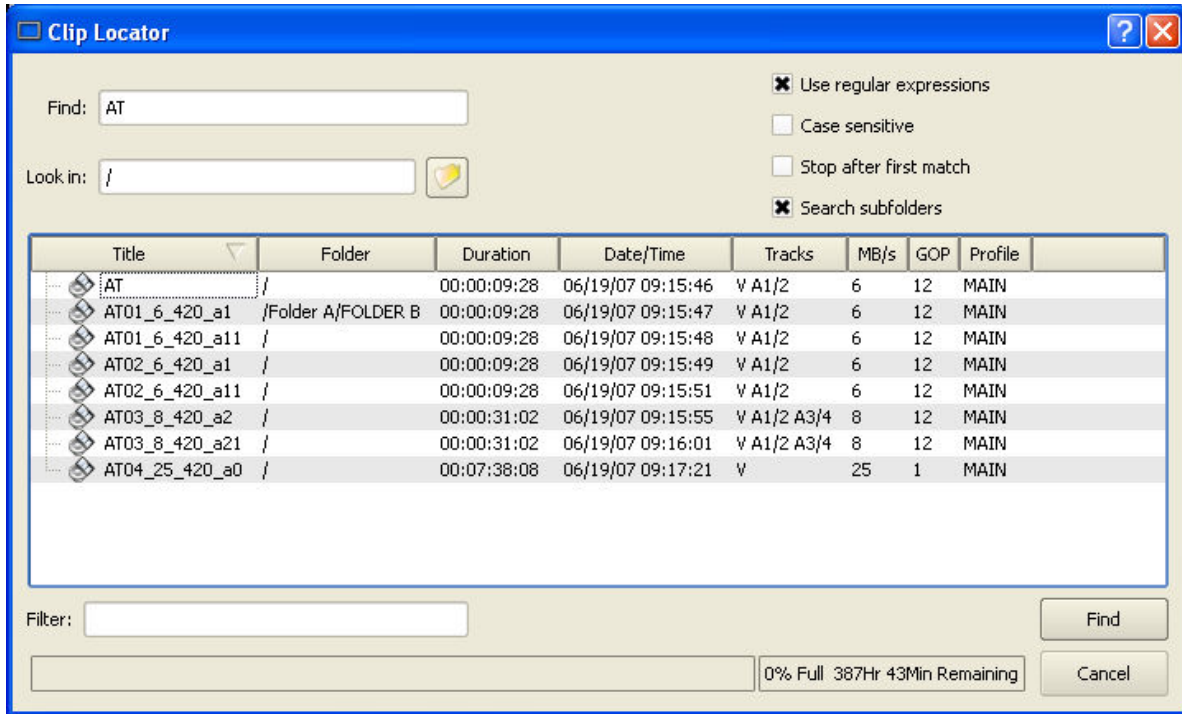 Clip Locator
Find: AT
Use regular expressions
Case sensitive
Look in: /
Stop after first match
Search subfolders
Title Folder Duration Date/Time Tracks MB/s GOP Profile
AT / 00:00:09:28 06/19/07 09:15:46 V A1/2 6 12 MAIN
AT01_6_420_a1 /Folder A/FOLDER B 00:00:09:28 06/19/07 09:15:47 V A1/2 6 12 MAIN
AT01_6_420_a11 / 00:00:09:28 06/19/07 09:15:48 V A1/2 6 12 MAIN
AT02_6_420_a1 / 00:00:09:28 06/19/07 09:15:49 V A1/2 6 12 MAIN
AT02_6_420_a11 / 00:00:09:28 06/19/07 09:15:51 V A1/2 6 12 MAIN
AT03_8_420_a2 / 00:00:31:02 06/19/07 09:15:55 V A1/2 A3/4 8 12 MAIN
AT03_8_420_a21 / 00:00:31:02 06/19/07 09:16:01 V A1/2 A3/4 8 12 MAIN
AT04_25_420_a0 / 00:07:38:08 06/19/07 09:17:21 V 25 1 MAIN
Filter:
Find
0% Full 387Hr 43Min Remaining
Cancel